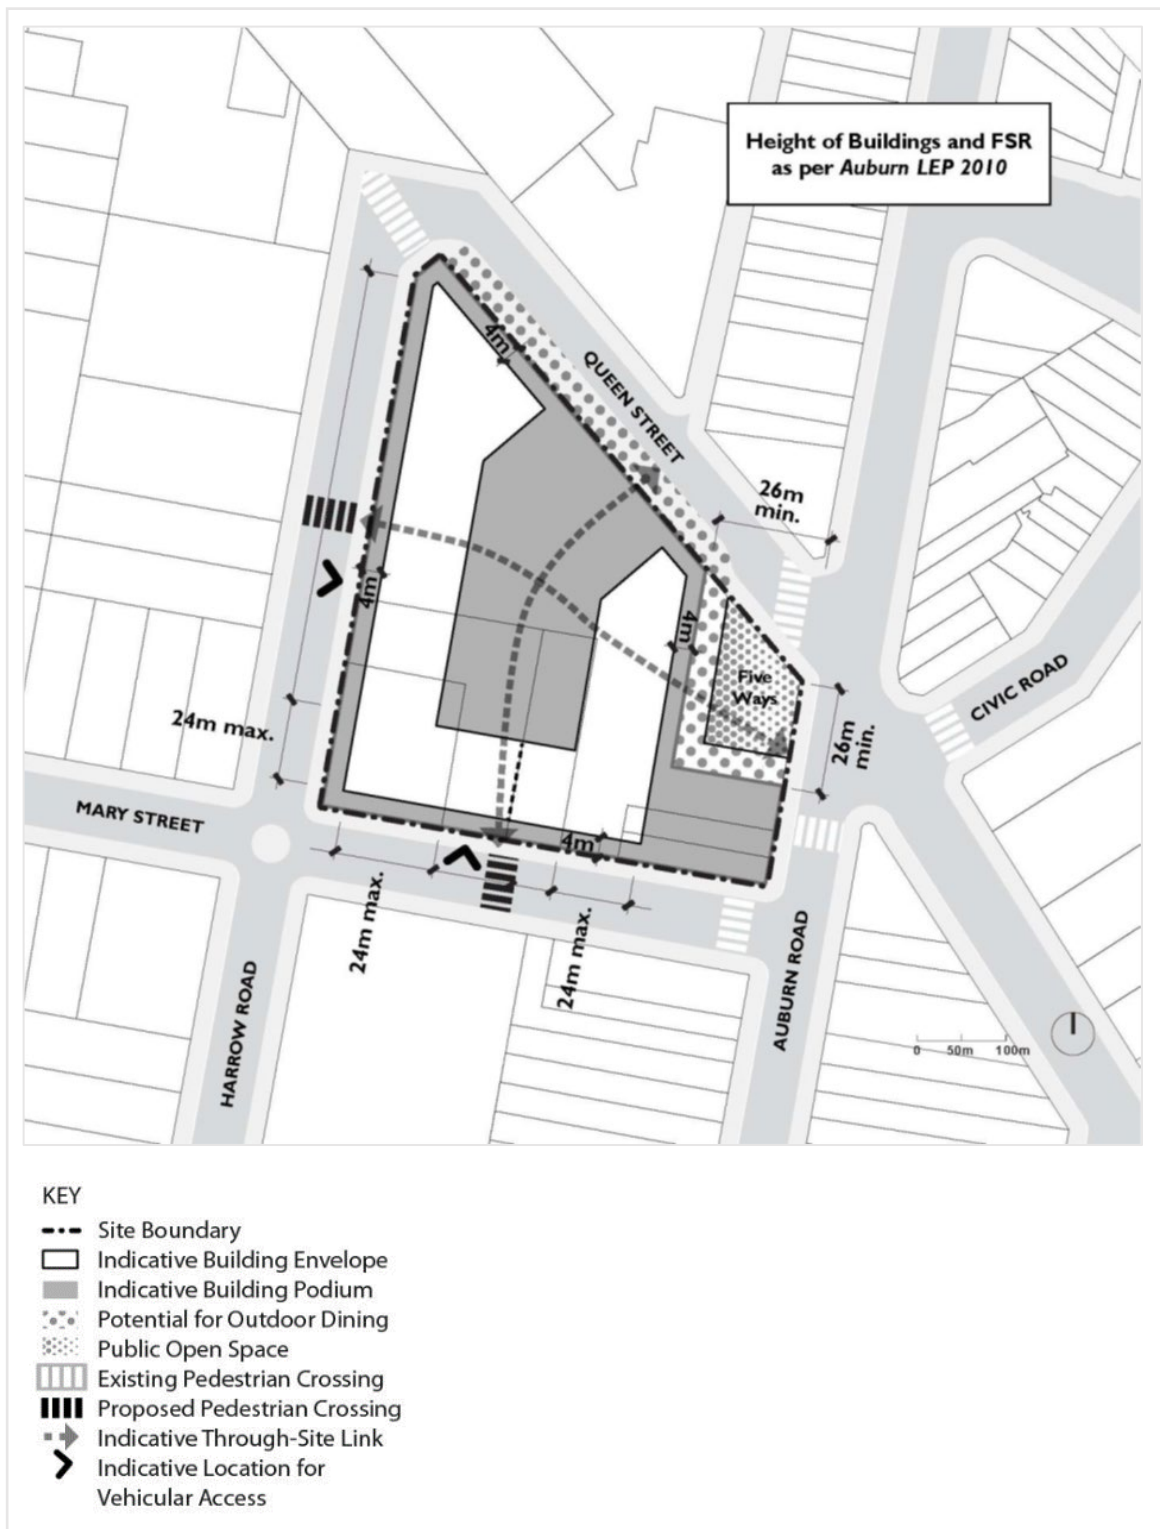 Height of Buildings and FSR
as per Auburn LEP 2010
4m
QUEEN STREET
26m
min.
4m
4m
Five
Ways
CIVIC ROAD
26m
min.
24m max.
MARY STREET
4m
24m max.
24m max.
HARROW ROAD
AUBURN ROAD
0 50m 100m
KEY
Site Boundary
Indicative Building Envelope
Indicative Building Podium
Potential for Outdoor Dining
Public Open Space
Existing Pedestrian Crossing
Proposed Pedestrian Crossing
Indicative Through-Site Link
Indicative Location for
Vehicular Access